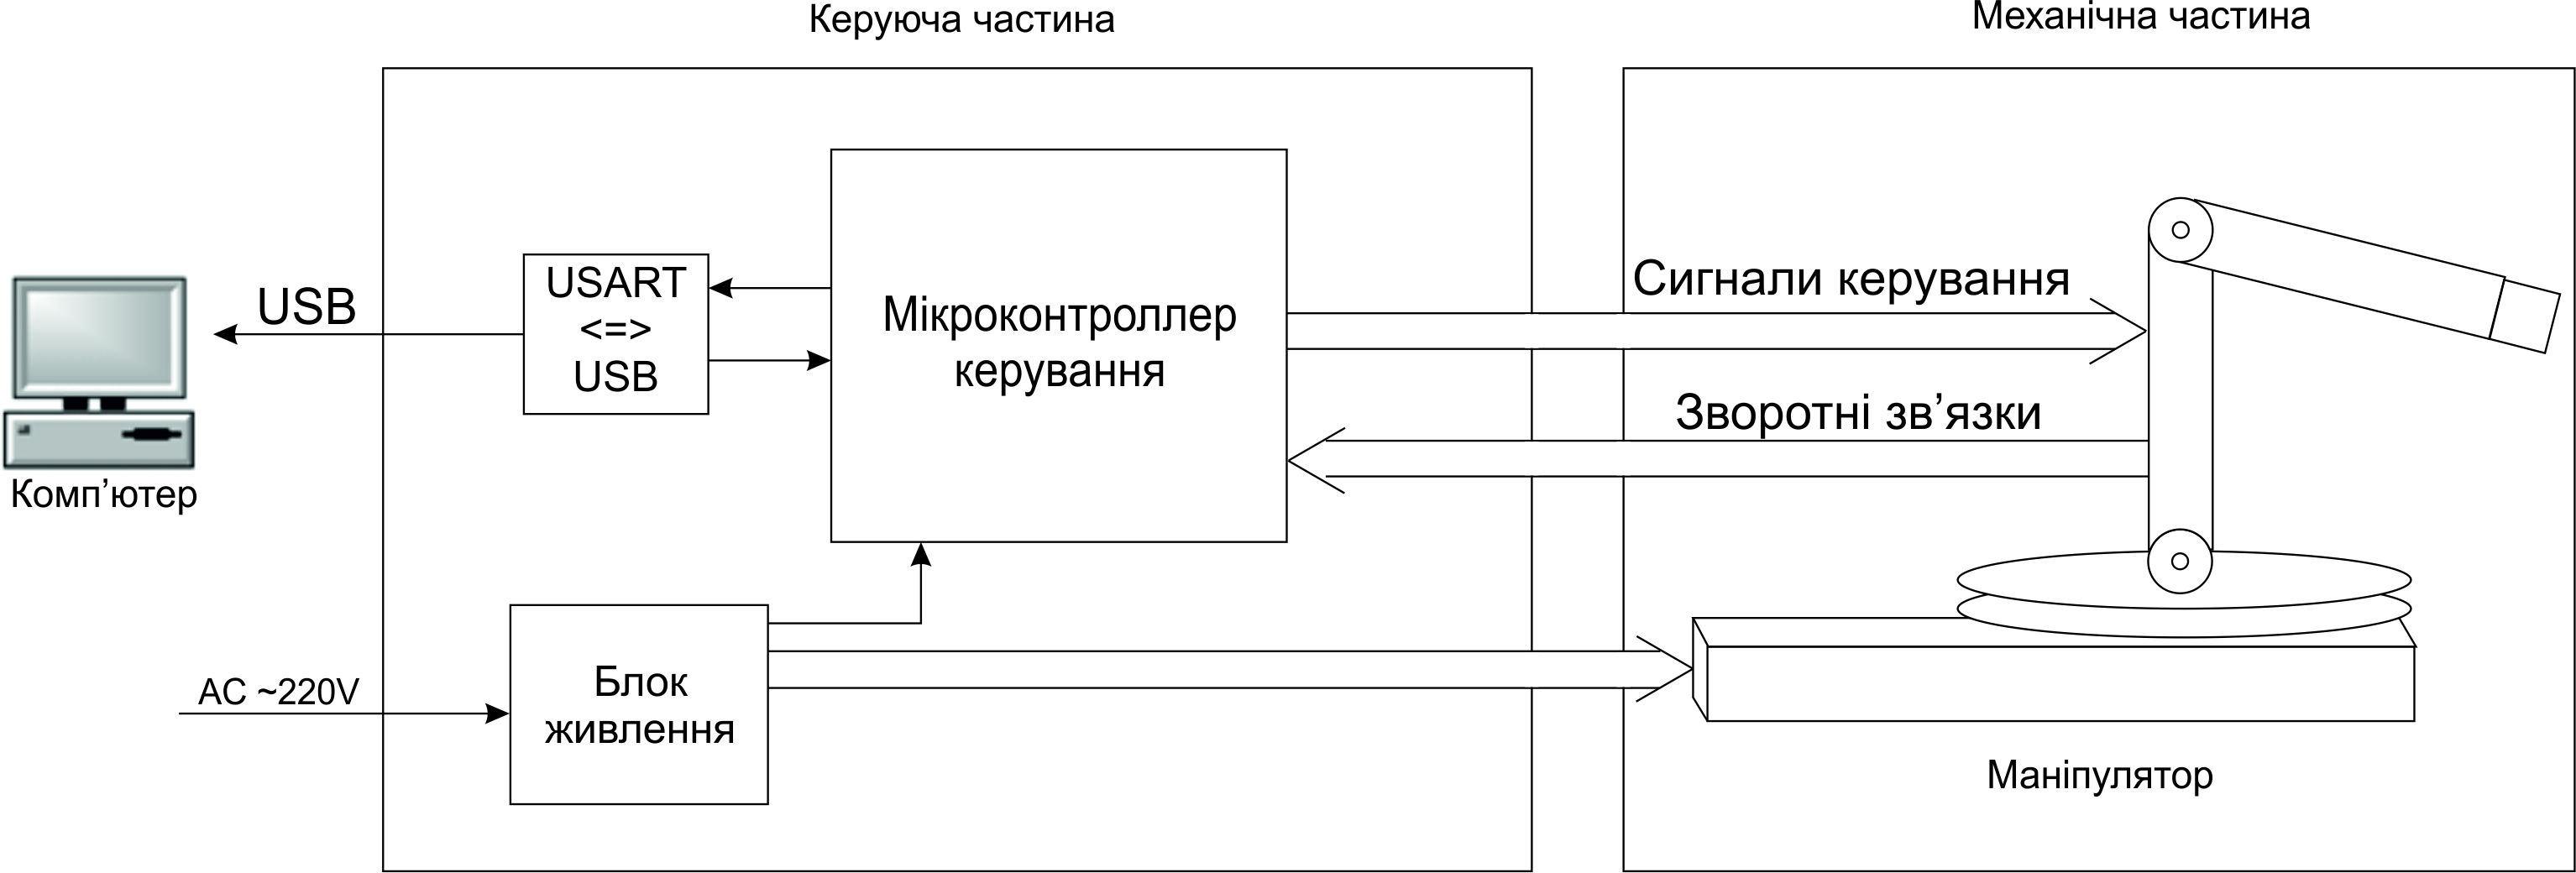 Керуюча частина
Механічна частина
USB
USART
<=>
USB
Мікроконтроллер
керування
Сигнали керування
Зворотні зв’язки
Комп’ютер
AC ~220V
Блок
живлення
Маніпулятор